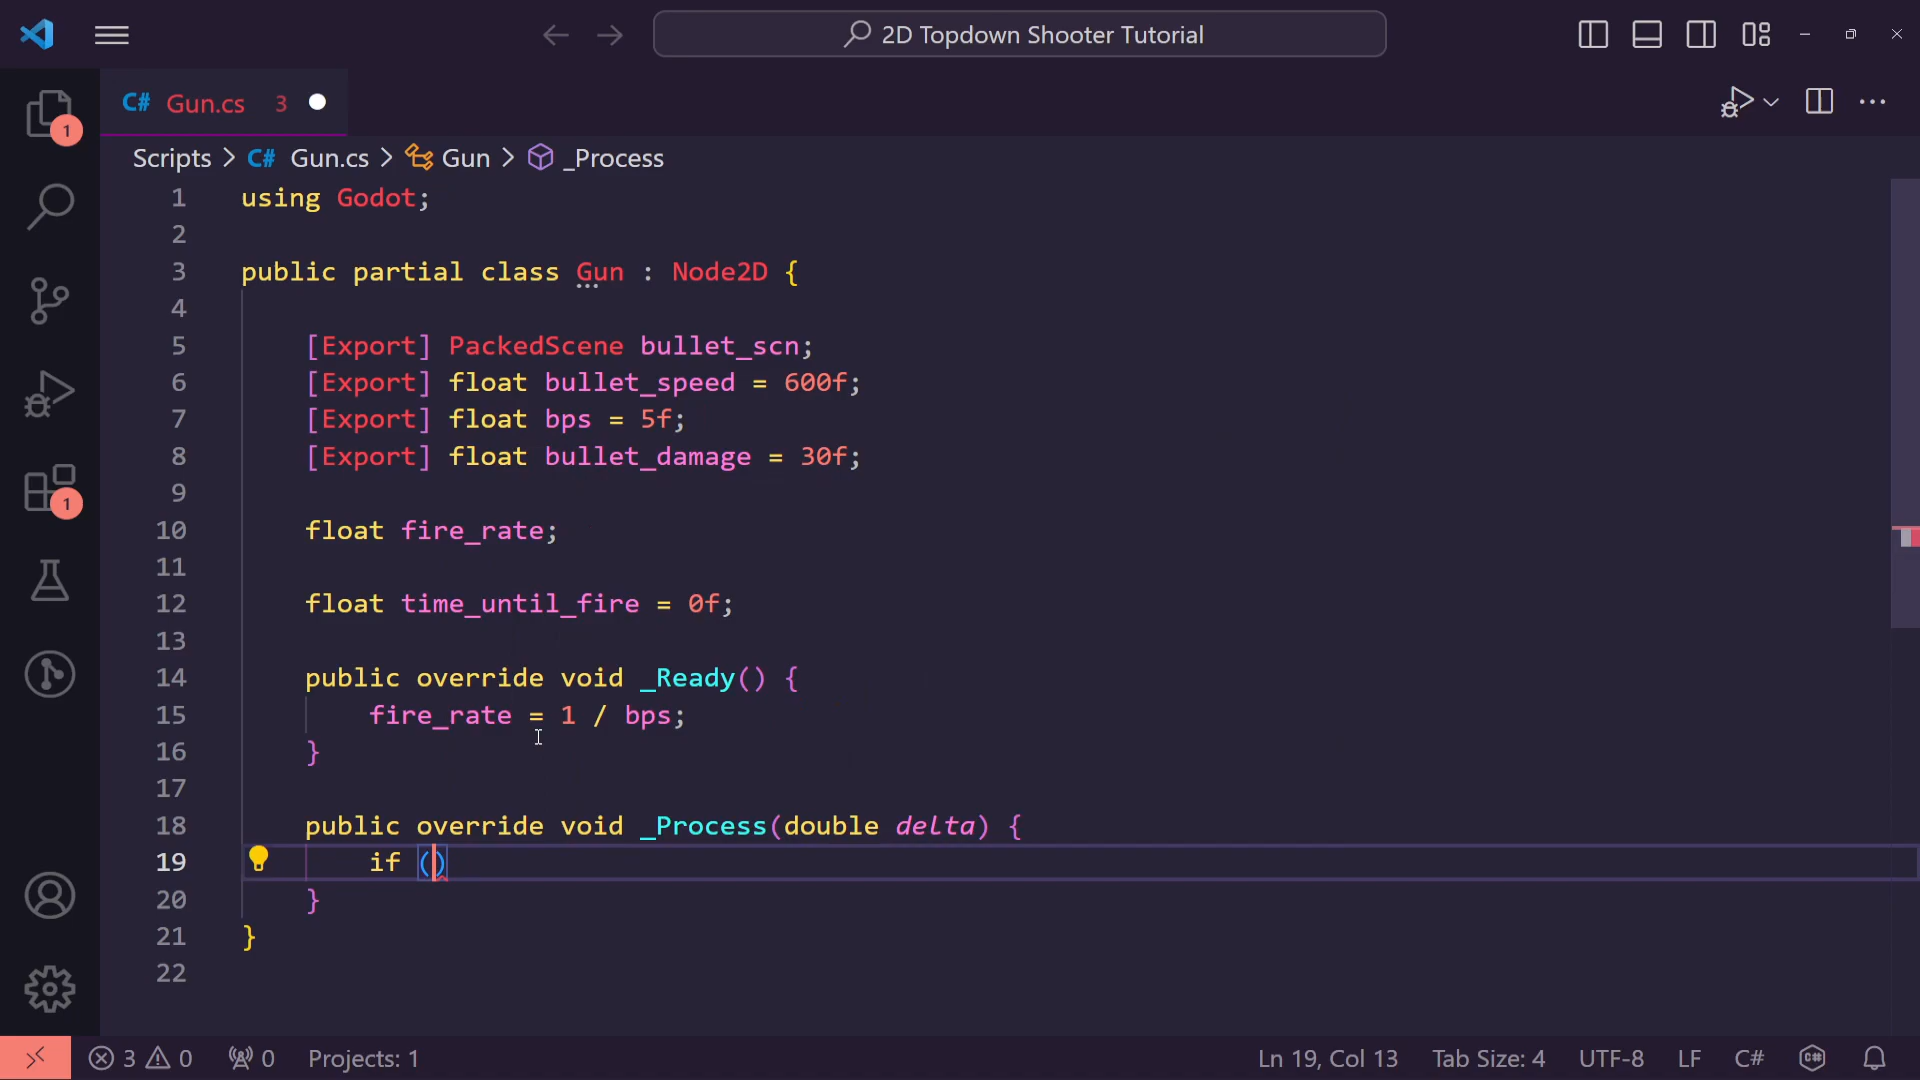 2D Topdown Shooter Tutorial
C# Gun.cs 3
Scripts > C# Gun.cs > Gun > _Process
1 using Godot;
2
3 public partial class Gun : Node2D {
4
5 [Export] PackedScene bullet_scn;
6 [Export] float bullet_speed = 600f;
7 [Export] float bps = 5f;
8 [Export] float bullet_damage = 30f;
9
10 float fire_rate;
11
12 float time_until_fire = 0f;
13
14 public override void _Ready() {
15 fire_rate = 1 / bps;
16 }
17
18 public override void _Process(double delta) {
19 if ()
20 }
21 }
22
1
1
3 0 0 Projects: 1 Ln 19, Col 13 Tab Size: 4 UTF-8 LF C#